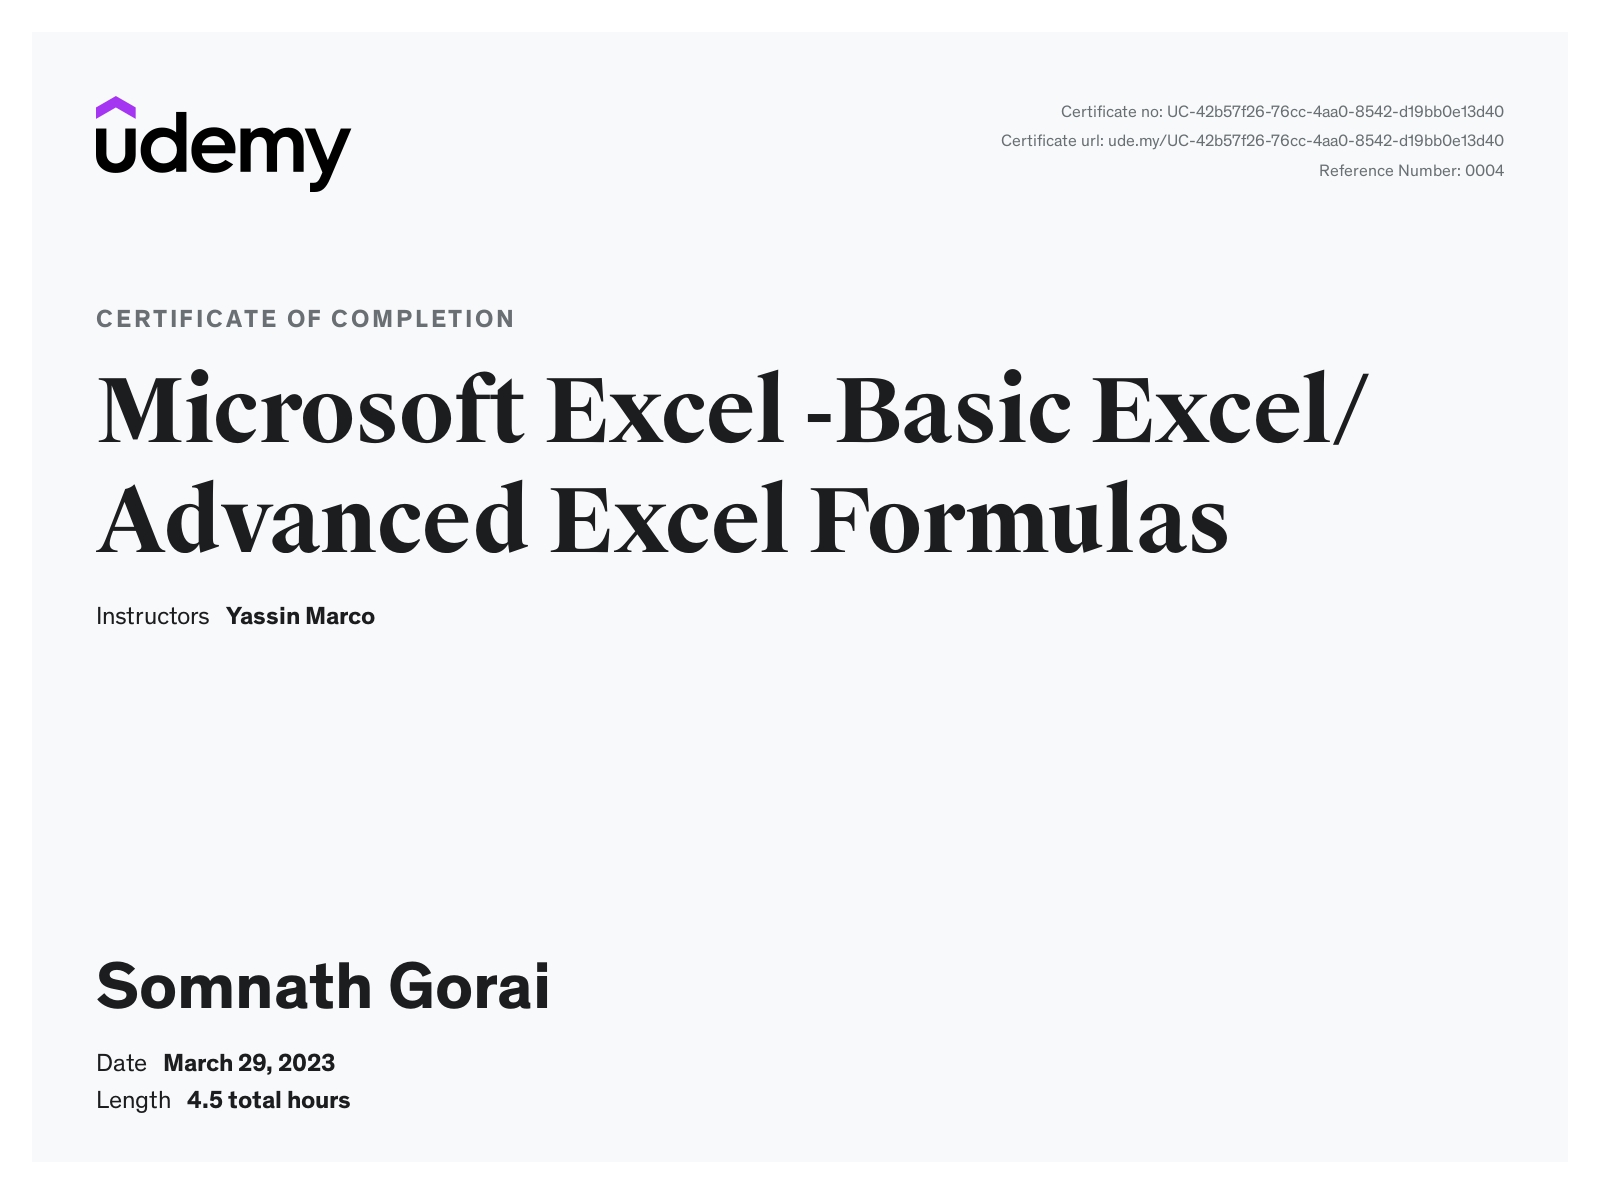 udemy
Certificate no: UC-42b57f26-76cc-4aa0-8542-d19bb0e13d40
Certificate url: ude.my/UC-42b57f26-76cc-4aa0-8542-d19bb0e13d40
Reference Number: 0004
CERTIFICATE OF COMPLETION
Microsoft Excel -Basic Excel/
Advanced Excel Formulas
Instructors Yassin Marco
Somnath Gorai
Date March 29, 2023
Length 4.5 total hours